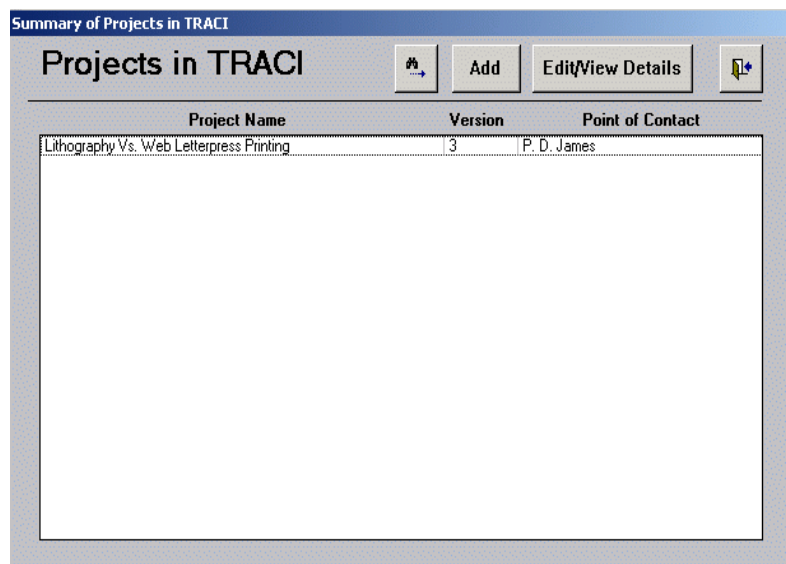 Summary of Projects in TRACI
Projects in TRACI Add Edit/View Details
Project Name Version Point of Contact
Lithography Vs. Web Letterpress Printing 3 P. D. James